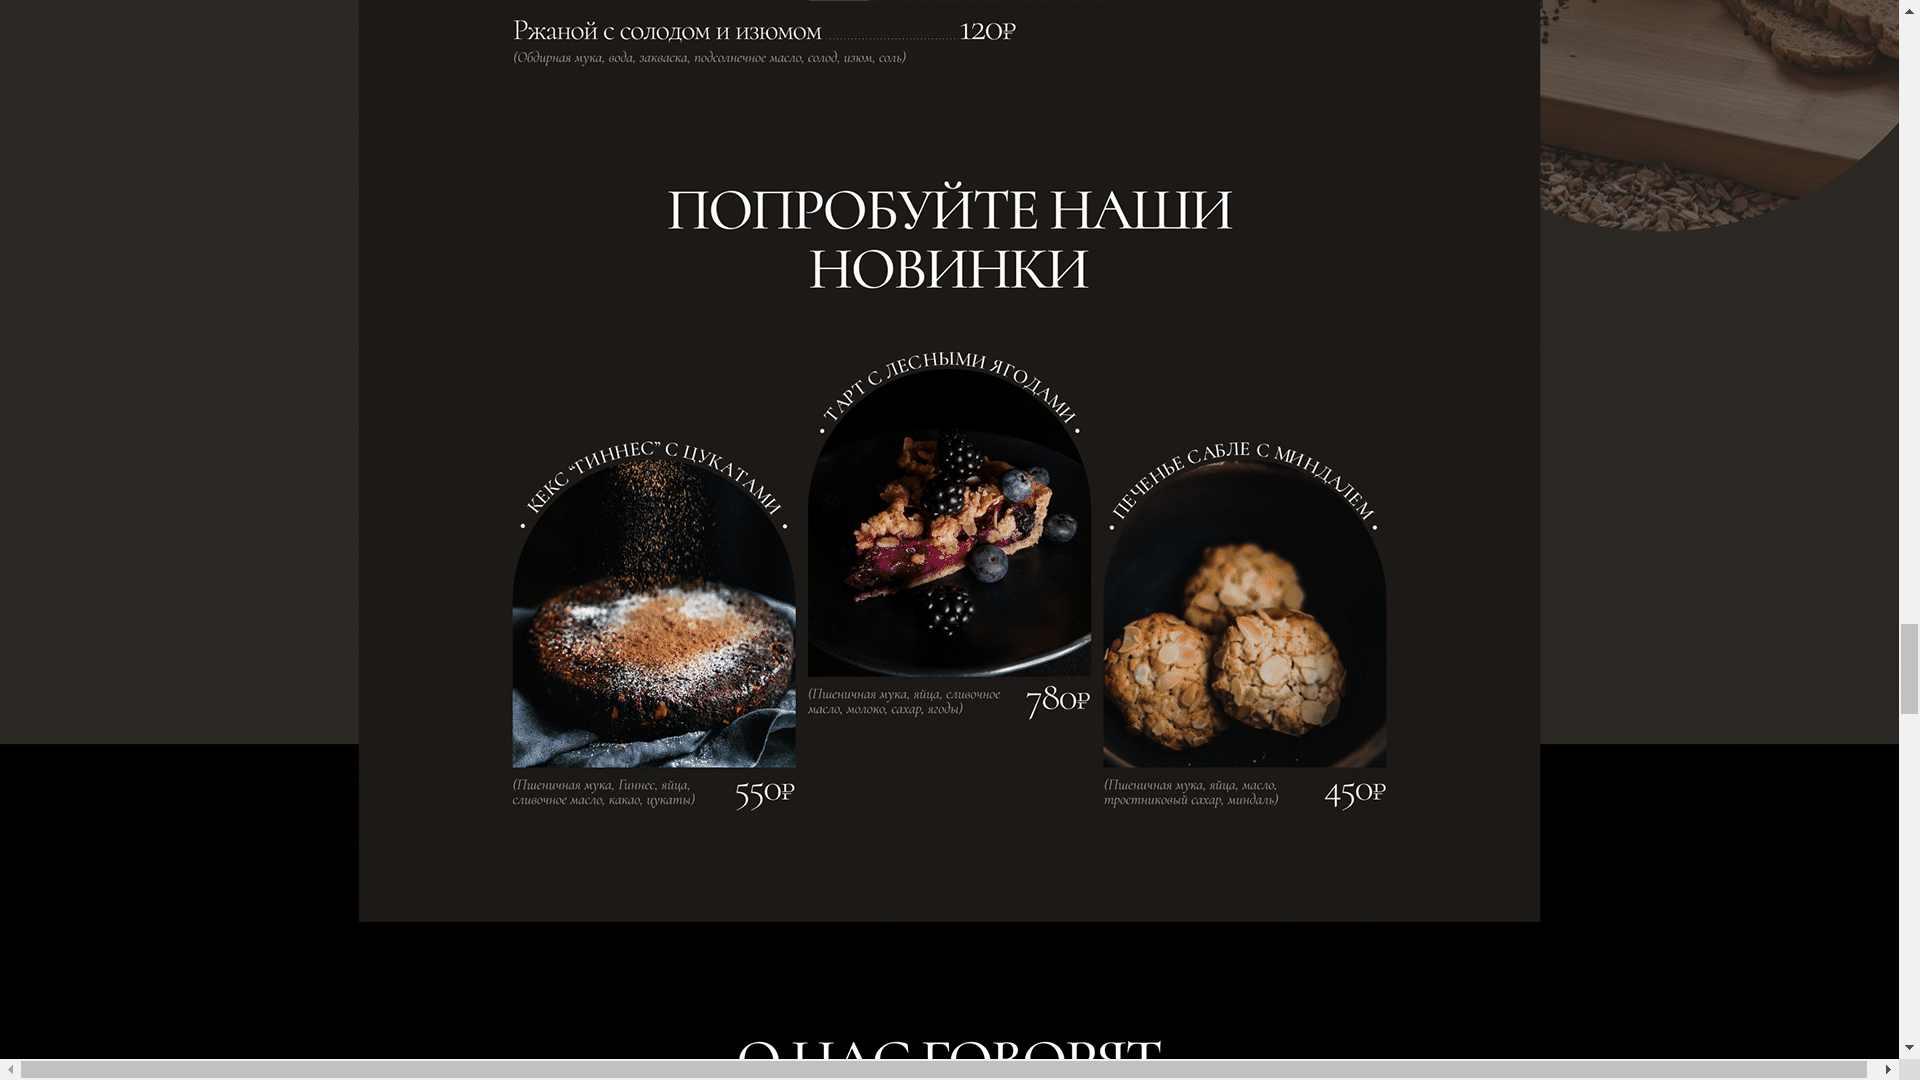 Ржаной с солодом и изюмом ..................................... 120₽
(Обдирная мука, вода, закваска, подсолнечное масло, солод, изюм, соль)
ПОПРОБУЙТЕ НАШИ
НОВИНКИ
• КЕКС “ГИННЕС” С ЦУКАТАМИ •
(Пшеничная мука, Гиннес, яйца,
сливочное масло, какао, цукаты)
550₽
• ТАРТ С ЛЕСНЫМИ ЯГОДАМИ •
(Пшеничная мука, яйца, сливочное
масло, молоко, сахар, ягоды)
780₽
• ПЕЧЕНЬЕ САБЛЕ С МИНДАЛЕМ •
(Пшеничная мука, яйца, масло,
тростниковый сахар, миндаль)
450₽
О НАС ГОВОРЯТ